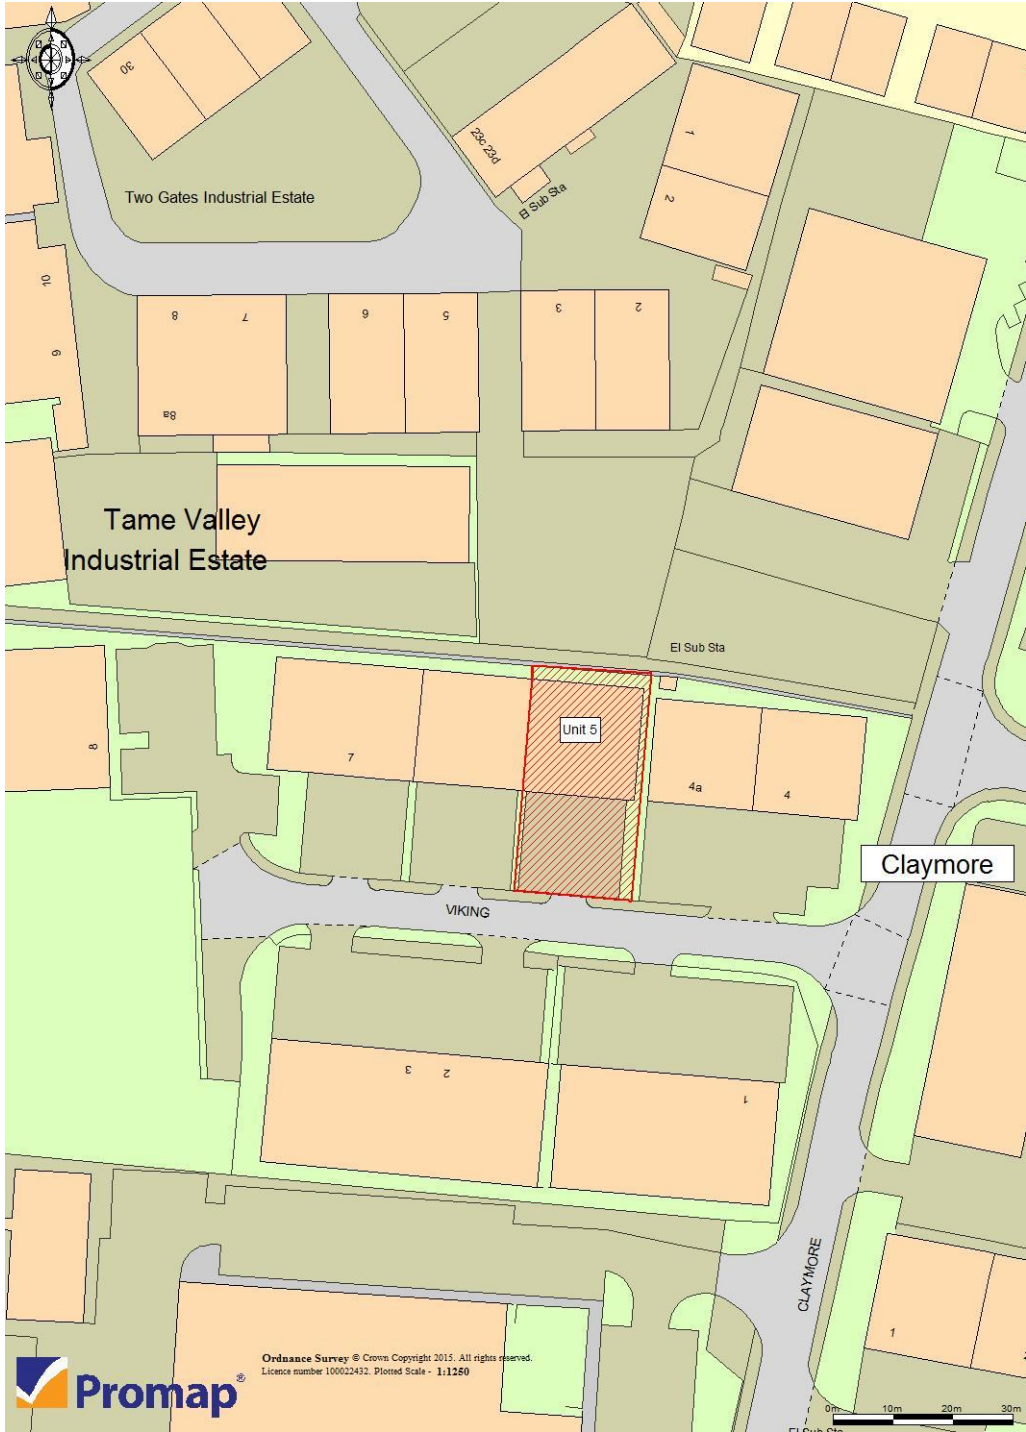 30
23c 23d
1
2
Two Gates Industrial Estate
El Sub Sta
10
9
8
7
6
5
3
2
8a
Tame Valley
Industrial Estate
El Sub Sta
8
7
Unit 5
4a
4
Claymore
VIKING
3
2
1
CLAYMORE
1
Promap®
Ordnance Survey © Crown Copyright 2015. All rights reserved.
Licence number 100022432. Plotted Scale - 1:1250
0m 10m 20m 30m
El Sub Sta